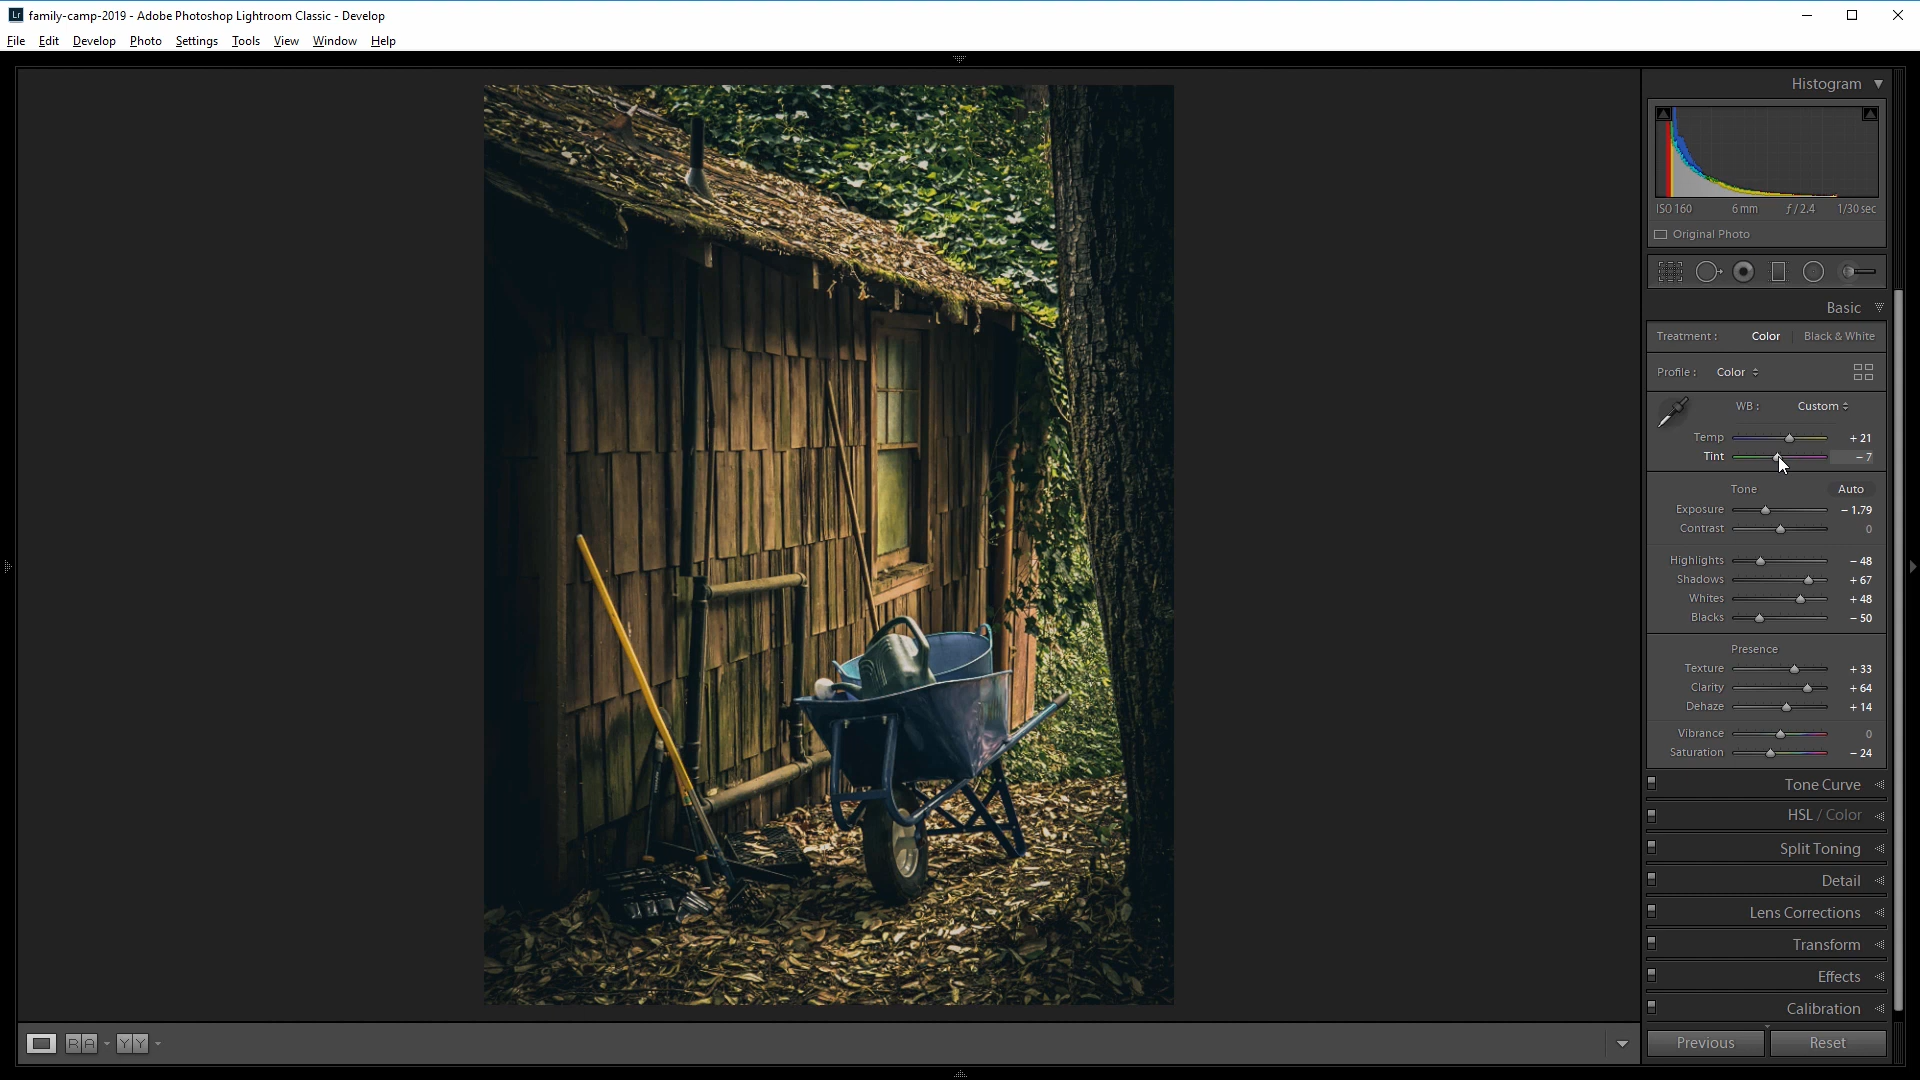 Lr family-camp-2019 - Adobe Photoshop Lightroom Classic - Develop
File Edit Develop Photo Settings Tools View Window Help
Histogram
ISO 160 6 mm ƒ / 2.4 1/30 sec
Original Photo
Basic
Treatment : Color Black & White
Profile : Color
WB : Custom
Temp + 21
Tint – 7
Tone Auto
Exposure – 1.79
Contrast 0
Highlights – 48
Shadows + 67
Whites + 48
Blacks – 50
Presence
Texture + 33
Clarity + 64
Dehaze + 14
Vibrance 0
Saturation – 24
Tone Curve
HSL / Color
Split Toning
Detail
Lens Corrections
Transform
Effects
Calibration
R A Y Y Previous Reset